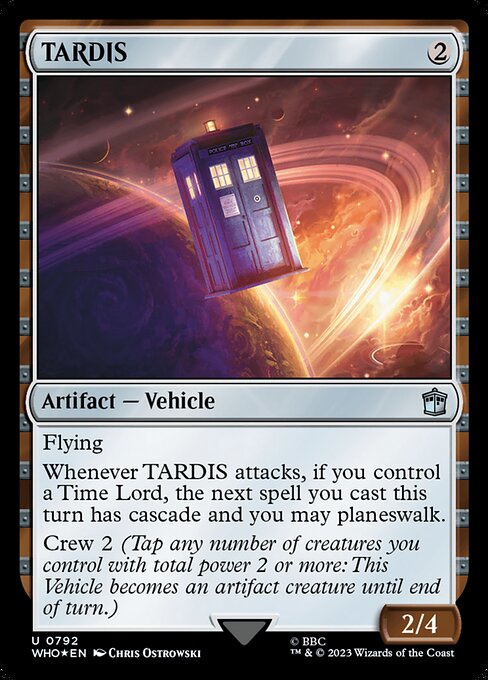 TARDIS 2
POLICE BOX
Artifact — Vehicle
Flying
Whenever TARDIS attacks, if you control
a Time Lord, the next spell you cast this
turn has cascade and you may planeswalk.
Crew 2 (Tap any number of creatures you
control with total power 2 or more: This
Vehicle becomes an artifact creature until end
of turn.)
2/4
U 0792
WHO★EN Chris Ostrowski
© BBC
™ & © 2023 Wizards of the Coast